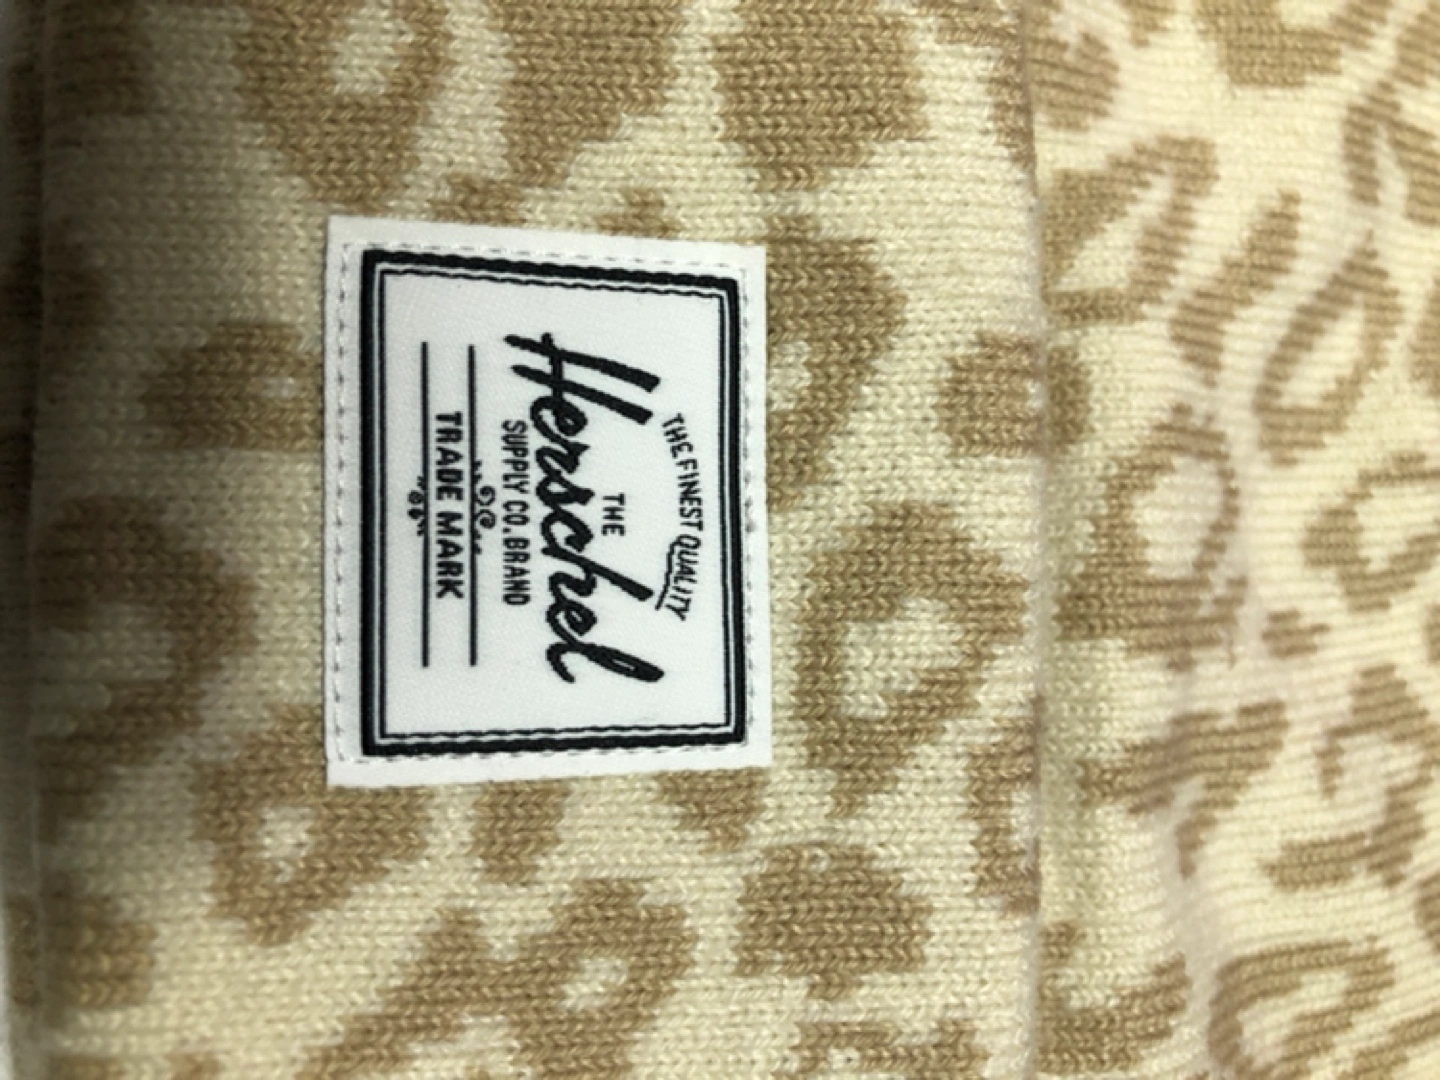 THE FINEST QUALITY
THE
Herschel
SUPPLY CO. BRAND
TRADE MARK